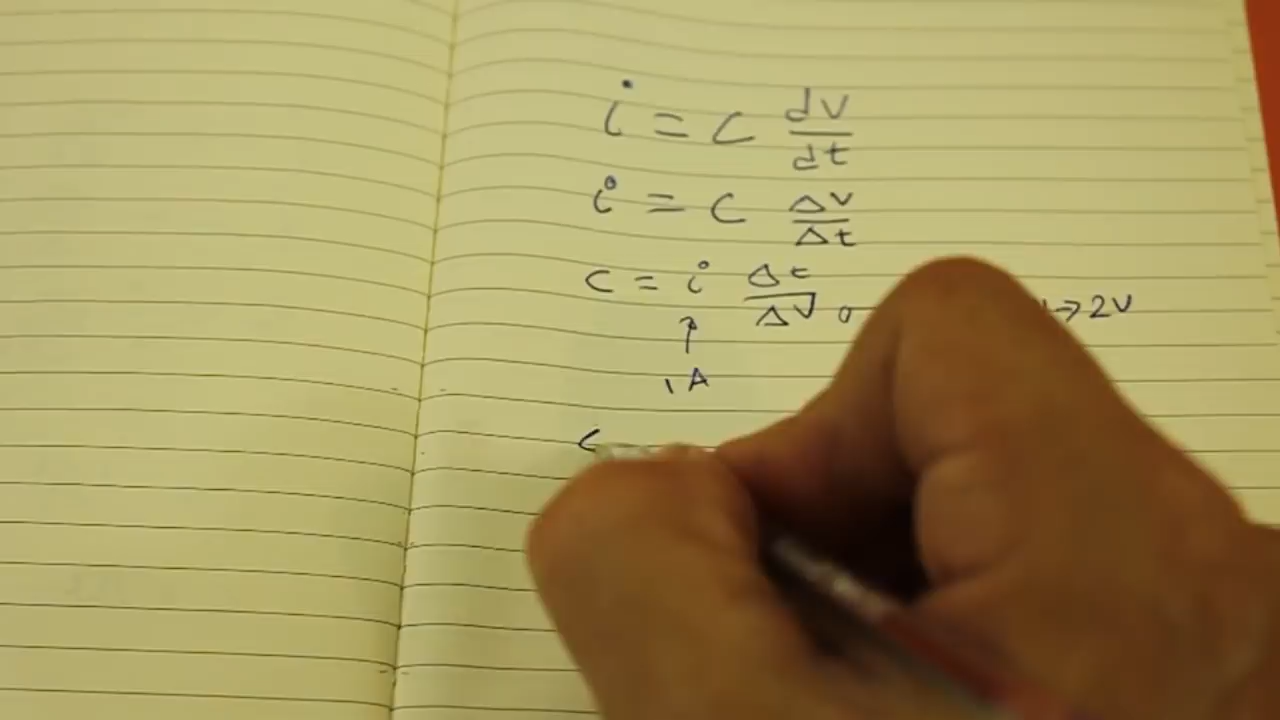 i = C dV/dt
i = C ΔV/Δt
C = i Δt/ΔV → 2V
1A
C